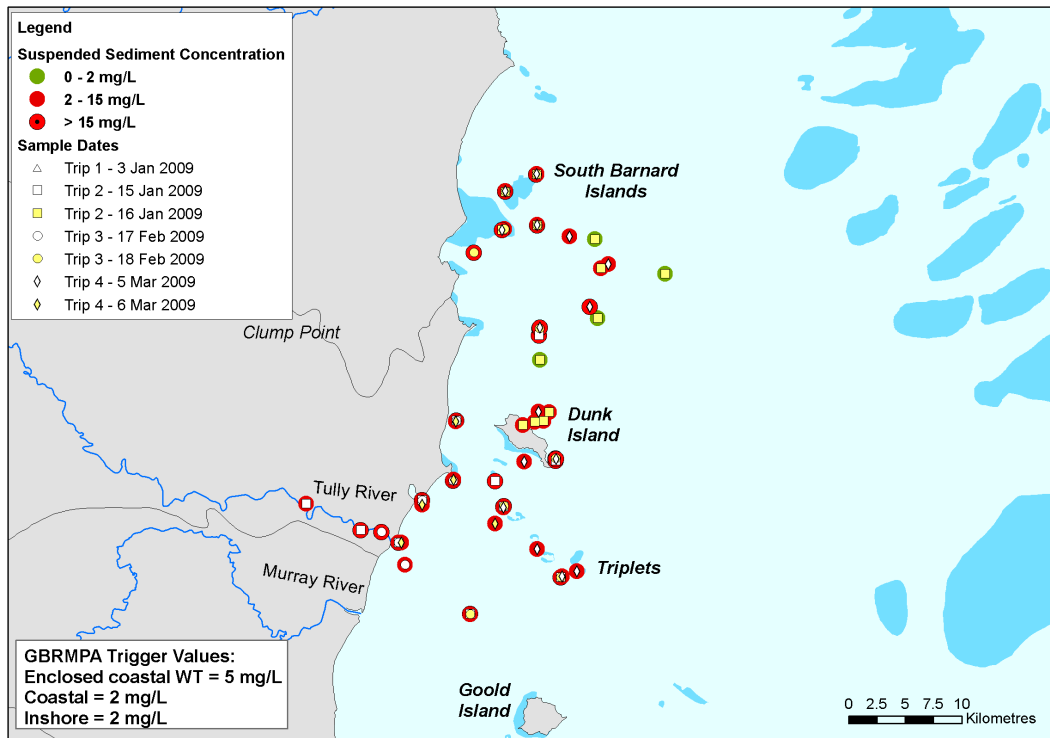 Legend
Suspended Sediment Concentration
0 - 2 mg/L
2 - 15 mg/L
> 15 mg/L
Sample Dates
Trip 1 - 3 Jan 2009
Trip 2 - 15 Jan 2009
Trip 2 - 16 Jan 2009
Trip 3 - 17 Feb 2009
Trip 3 - 18 Feb 2009
Trip 4 - 5 Mar 2009
Trip 4 - 6 Mar 2009
South Barnard
Islands
Clump Point
Dunk
Island
Tully River
Murray River
Triplets
Goold
Island
GBRMPA Trigger Values:
Enclosed coastal WT = 5 mg/L
Coastal = 2 mg/L
Inshore = 2 mg/L
0 2.5 5 7.5 10
Kilometres